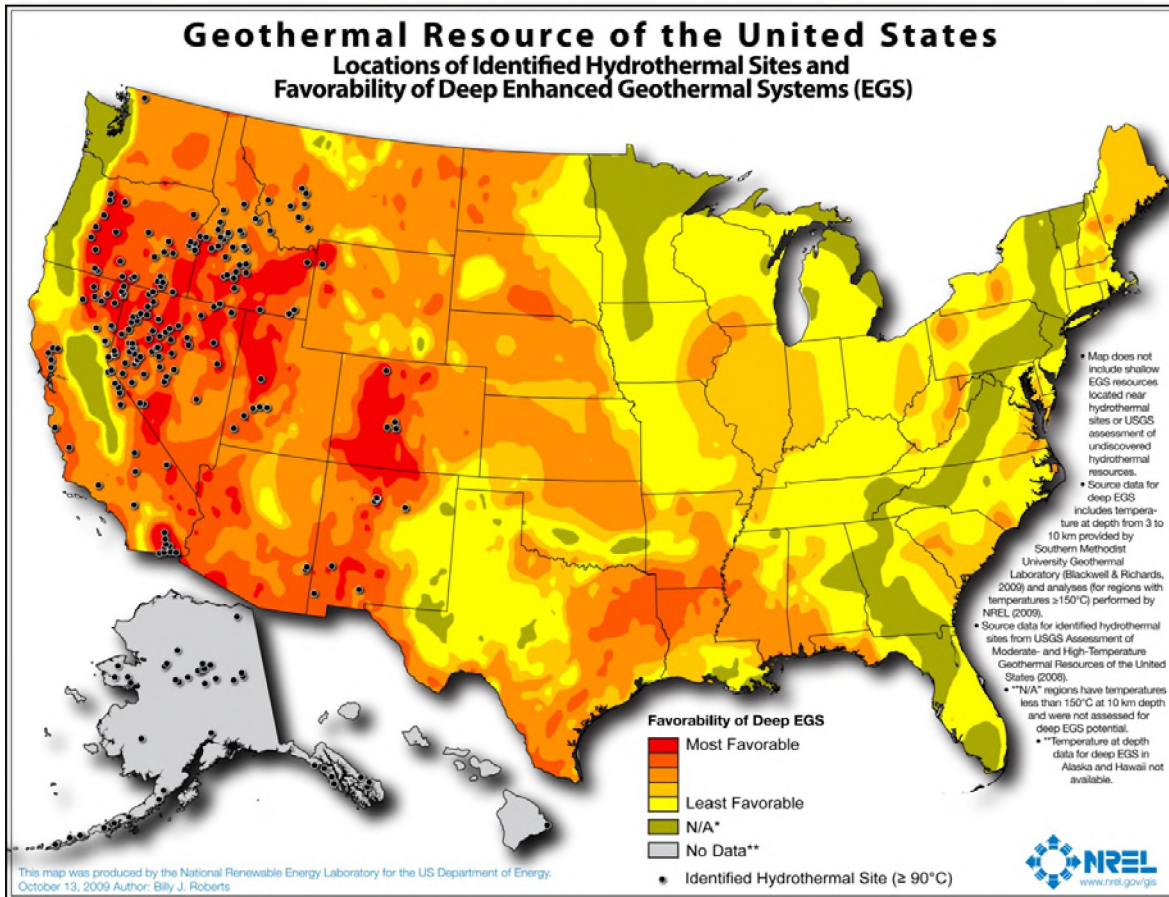 Geothermal Resource of the United States
Locations of Identified Hydrothermal Sites and
Favorability of Deep Enhanced Geothermal Systems (EGS)
• Map does not
include shallow
EGS resources
located near
hydrothermal
sites or USGS
assessment of
undiscovered
hydrothermal
resources.
• Source data for
deep EGS
includes tempera-
ture at depth from 3 to
10 km provided by
Southern Methodist
University Geothermal
Laboratory (Blackwell & Richards,
2009) and analyses (for regions with
temperatures ≥150°C) performed by
NREL (2009).
• Source data for identified hydrothermal
sites from USGS Assessment of
Moderate- and High-Temperature
Geothermal Resources of the United
States (2008).
• *"N/A" regions have temperatures
less than 150°C at 10 km depth
and were not assessed for
deep EGS potential.
• **Temperature at depth
data for deep EGS in
Alaska and Hawaii not
available.
Favorability of Deep EGS
Most Favorable
Least Favorable
N/A*
No Data**
Identified Hydrothermal Site (≥ 90°C)
This map was produced by the National Renewable Energy Laboratory for the US Department of Energy.
October 13, 2009 Author: Billy J. Roberts
NREL
www.nrel.gov/gis